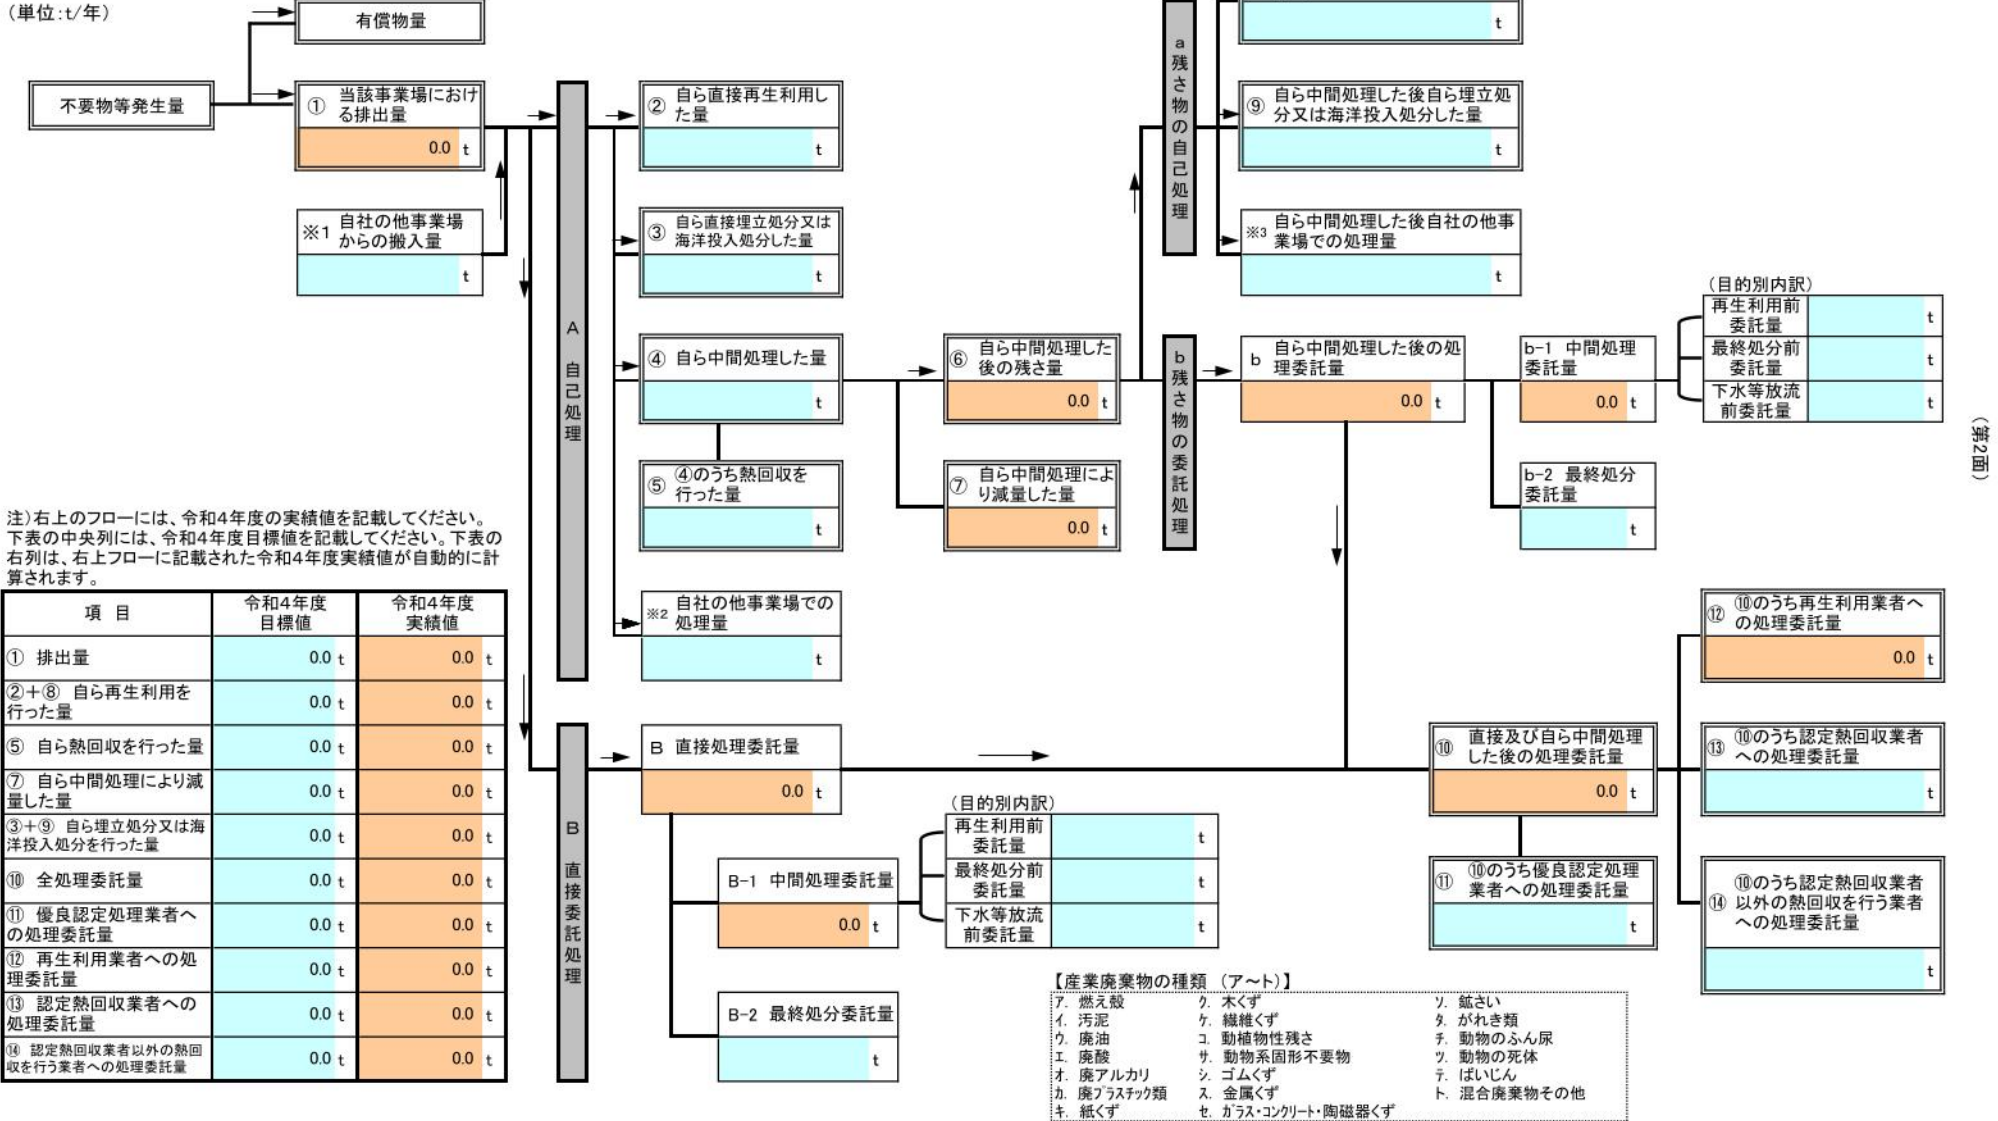 (単位:t/年)
有償物量
不要物等発生量
① 当該事業場におけ
る排出量
0.0 t
※1 自社の他事業場
からの搬入量
t
A 自己処理
② 自ら直接再生利用し
た量
t
③ 自ら直接埋立処分又は
海洋投入処分した量
t
④ 自ら中間処理した量
t
⑤ ④のうち熱回収を
行った量
t
※2 自社の他事業場での
処理量
t
⑥ 自ら中間処理した
後の残さ量
0.0 t
⑦ 自ら中間処理によ
り減量した量
0.0 t
a 残さ物の自己処理
t
⑨ 自ら中間処理した後自ら埋立処
分又は海洋投入処分した量
t
※3 自ら中間処理した後自社の他事
業場での処理量
t
b 残さ物の委託処理
b 自ら中間処理した後の処
理委託量
0.0 t
b-1 中間処理
委託量
0.0 t
b-2 最終処分
委託量
t
(目的別内訳)
再生利用前
委託量
t
最終処分前
委託量
t
下水等放流
前委託量
t
(第2面)
注)右上のフローには、令和4年度の実績値を記載してください。
下表の中央列には、令和4年度目標値を記載してください。下表の
右列は、右上フローに記載された令和4年度実績値が自動的に計
算されます。
項 目 令和4年度 目標値 令和4年度 実績値
① 排出量 0.0 t 0.0 t
②+⑧ 自ら再生利用を
行った量 0.0 t 0.0 t
⑤ 自ら熱回収を行った量 0.0 t 0.0 t
⑦ 自ら中間処理により減
量した量 0.0 t 0.0 t
③+⑨ 自ら埋立処分又は海
洋投入処分を行った量 0.0 t 0.0 t
⑩ 全処理委託量 0.0 t 0.0 t
⑪ 優良認定処理業者へ
の処理委託量 0.0 t 0.0 t
⑫ 再生利用業者への処
理委託量 0.0 t 0.0 t
⑬ 認定熱回収業者への
処理委託量 0.0 t 0.0 t
⑭ 認定熱回収業者以外の熱回
収を行う業者への処理委託量 0.0 t 0.0 t
B 直接委託処理
B 直接処理委託量
0.0 t
B-1 中間処理委託量
0.0 t
B-2 最終処分委託量
t
(目的別内訳)
再生利用前
委託量
t
最終処分前
委託量
t
下水等放流
前委託量
t
⑩ 直接及び自ら中間処理
した後の処理委託量
0.0 t
⑪ ⑩のうち優良認定処理
業者への処理委託量
t
⑫ ⑩のうち再生利用業者へ
の処理委託量
0.0 t
⑬ ⑩のうち認定熱回収業者
への処理委託量
t
⑭ ⑩のうち認定熱回収業者
以外の熱回収を行う業者
への処理委託量
t
【産業廃棄物の種類 (ア~ト)】
ア. 燃え殻 ク. 木くず ソ. 鉱さい
イ. 汚泥 ケ. 繊維くず タ. がれき類
ウ. 廃油 コ. 動植物性残さ チ. 動物のふん尿
エ. 廃酸 サ. 動物系固形不要物 ツ. 動物の死体
オ. 廃アルカリ シ. ゴムくず テ. ばいじん
カ. 廃プラスチック類 ス. 金属くず ト. 混合廃棄物その他
キ. 紙くず セ. ガラス・コンクリート・陶磁器くず